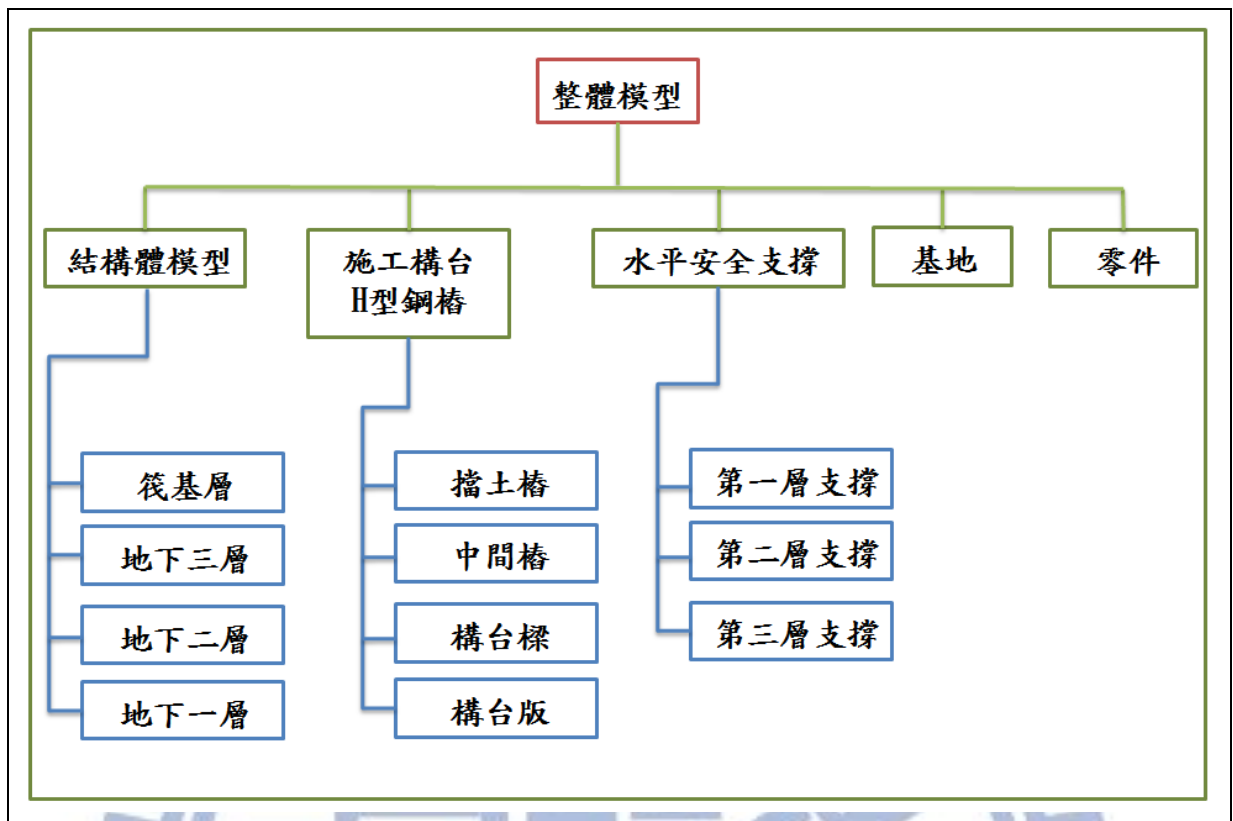 整體模型
結構體模型
施工構台
H型鋼樁
水平安全支撐
基地
零件
筏基層
地下三層
地下二層
地下一層
擋土樁
中間樁
構台樑
構台版
第一層支撐
第二層支撐
第三層支撐